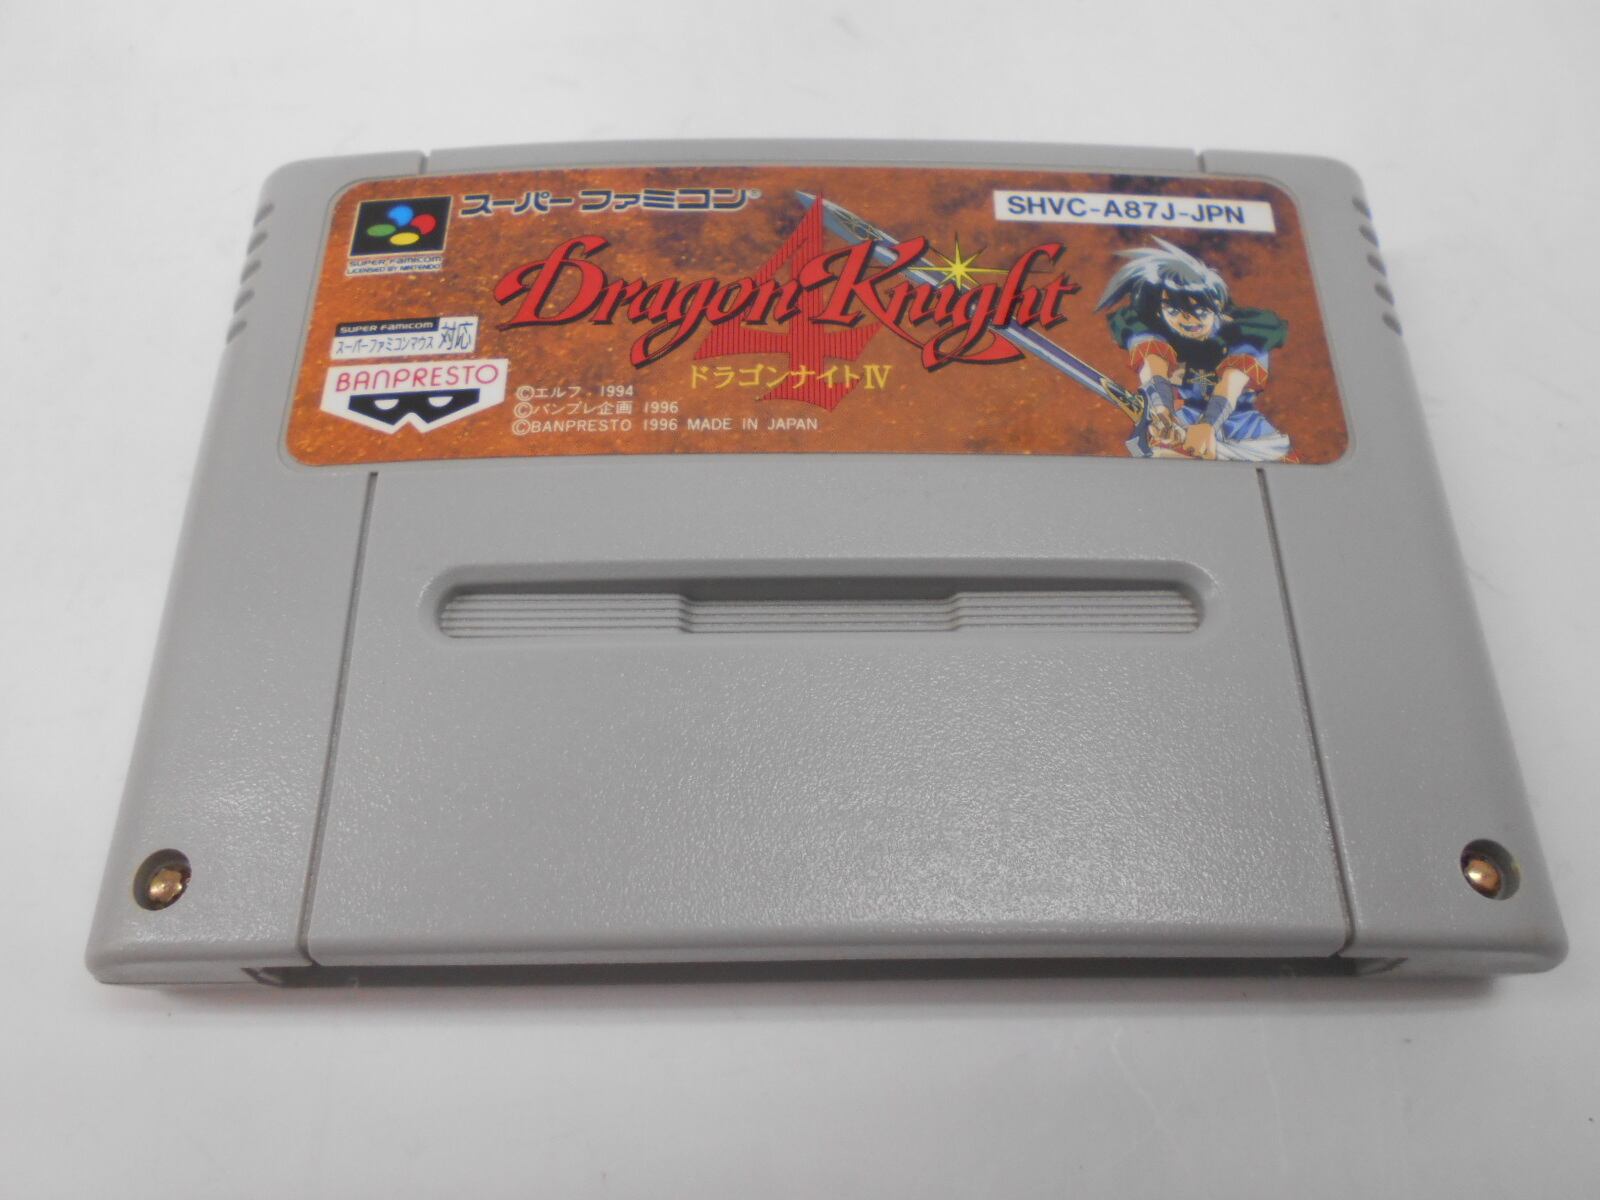 スーパーファミコン®
SHVC-A87J-JPN
SUPER FAMICOM
LICENSED BY NINTENDO
Dragon Knight
4
ドラゴンナイトIV
SUPER FAMICOM
スーパーファミコンマウス 対応
BANPRESTO
©エルフ 1994
©バンプレ企画 1996
©BANPRESTO 1996 MADE IN JAPAN